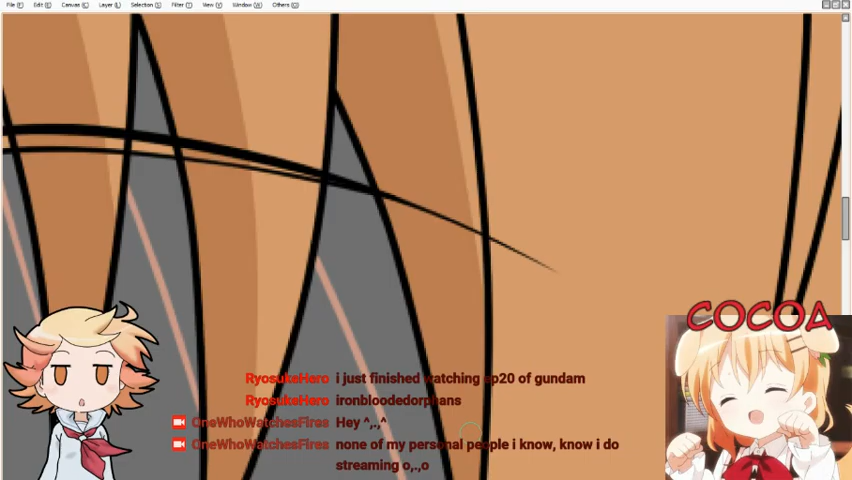 File (F) Edit (E) Canvas (C) Layer (L) Selection (S) Filter (T) View (V) Window (W) Others (O)
COCOA
RyosukeHero i just finished watching ep20 of gundam
RyosukeHero ironbloodedorphans
OneWhoWatchesFires Hey ^,.,^
OneWhoWatchesFires none of my personal people i know, know i do
streaming o,.,o